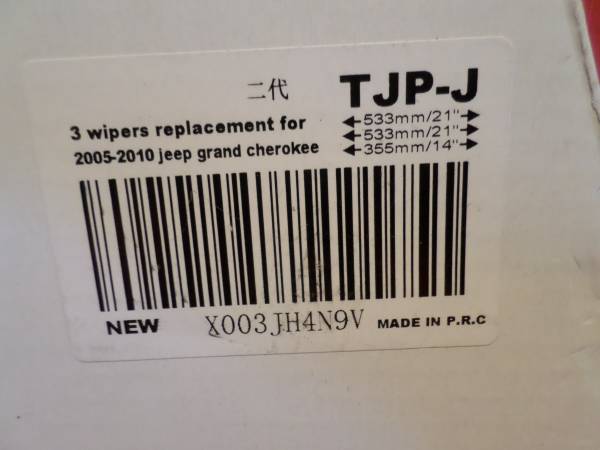 二代 TJP-J
3 wipers replacement for
2005-2010 jeep grand cherokee
533mm/21"
533mm/21"
355mm/14"
NEW X003JH4N9V MADE IN P.R.C